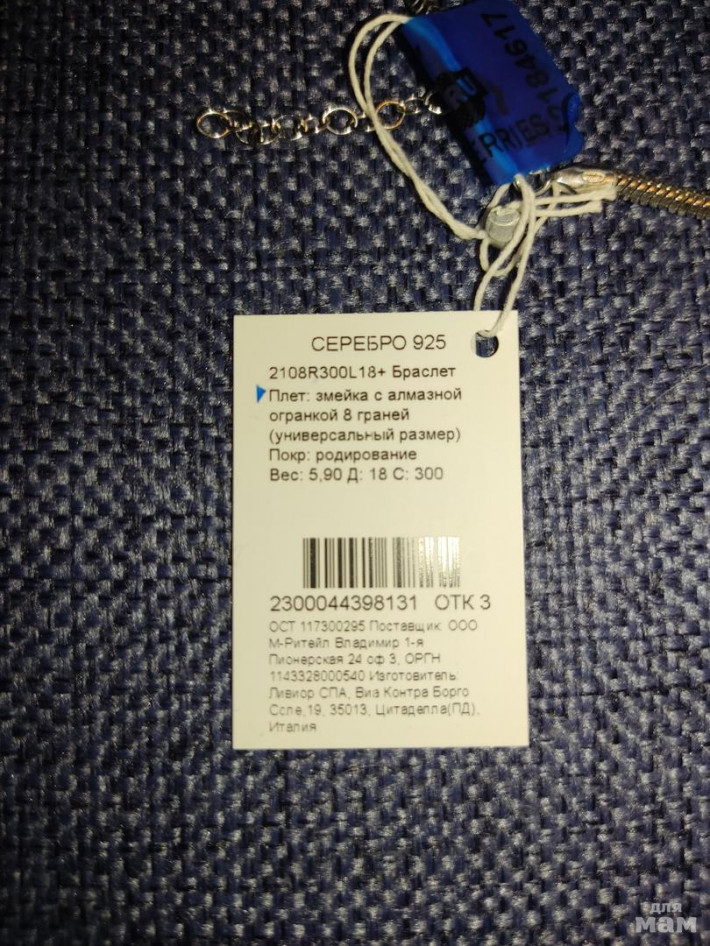 9184617
ERRIES
СЕРЕБРО 925
2108R300L18+ Браслет
Плет: змейка с алмазной
огранкой 8 граней
(универсальный размер)
Покр: родирование
Вес: 5,90 Д: 18 С: 300
2300044398131 ОТК 3
ОСТ 117300295 Поставщик: ООО
М-Ритейл Владимир 1-я
Пионерская 24 оф 3, ОРГН
1143328000540 Изготовитель:
Ливиор СПА, Виа Контра Борго
Ссле,19, 35013, Цитаделла(ПД),
Италия
для
мам